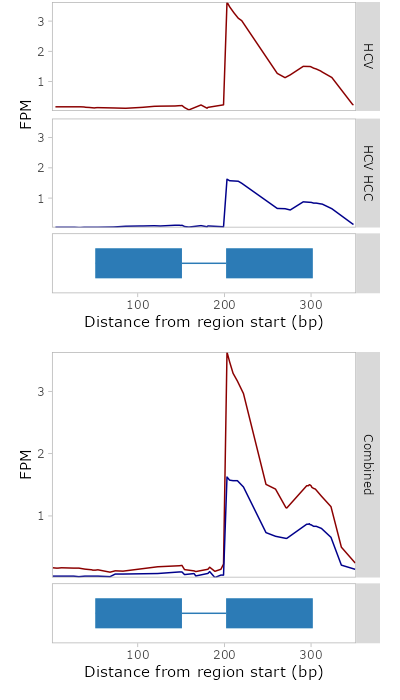 3
2
1
HCV
FPM
3
2
1
HCV HCC
100 200 300
Distance from region start (bp)
3
2
1
FPM
Combined
100 200 300
Distance from region start (bp)